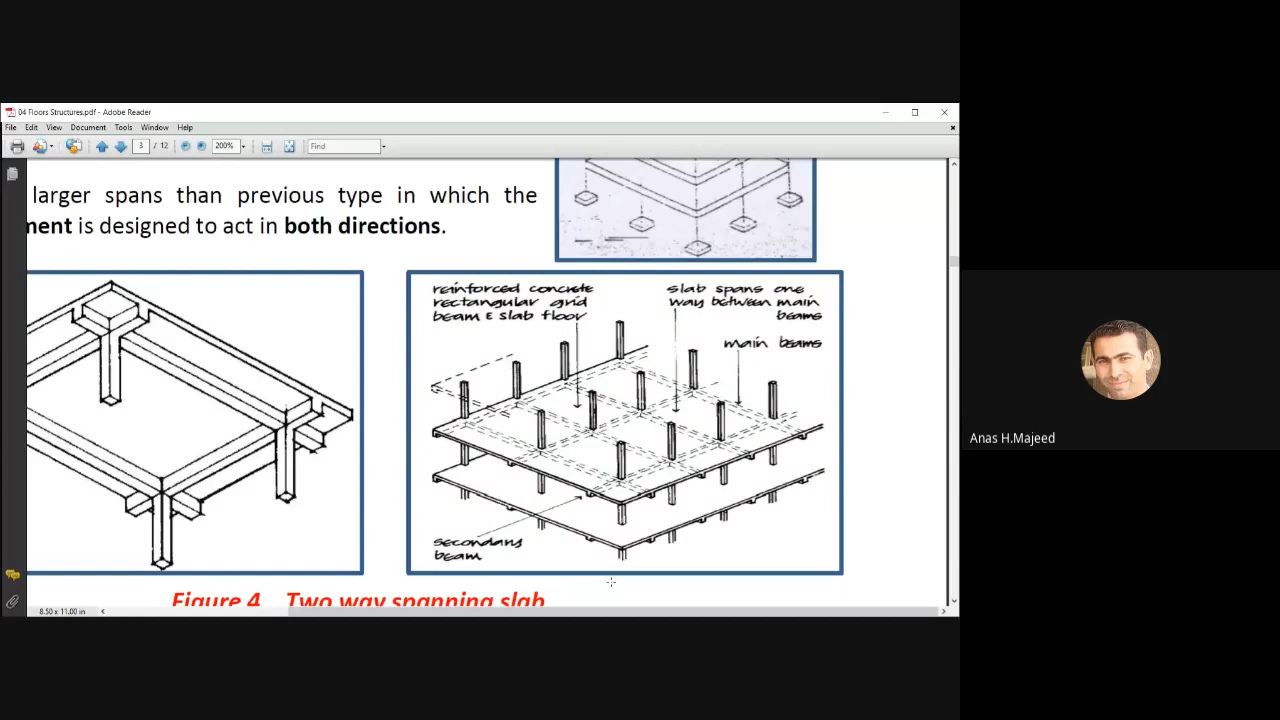 04 Floors Structures.pdf - Adobe Reader
File Edit View Document Tools Window Help
3 / 12 200% Find
larger spans than previous type in which the
ment is designed to act in both directions.
reinforced concrete
rectangular grid
beam & slab floor
slab spans one
way between main
beams
main beams
secondary
beam
Figure 4 Two way spanning slab
8.50 x 11.00 in
Anas H.Majeed